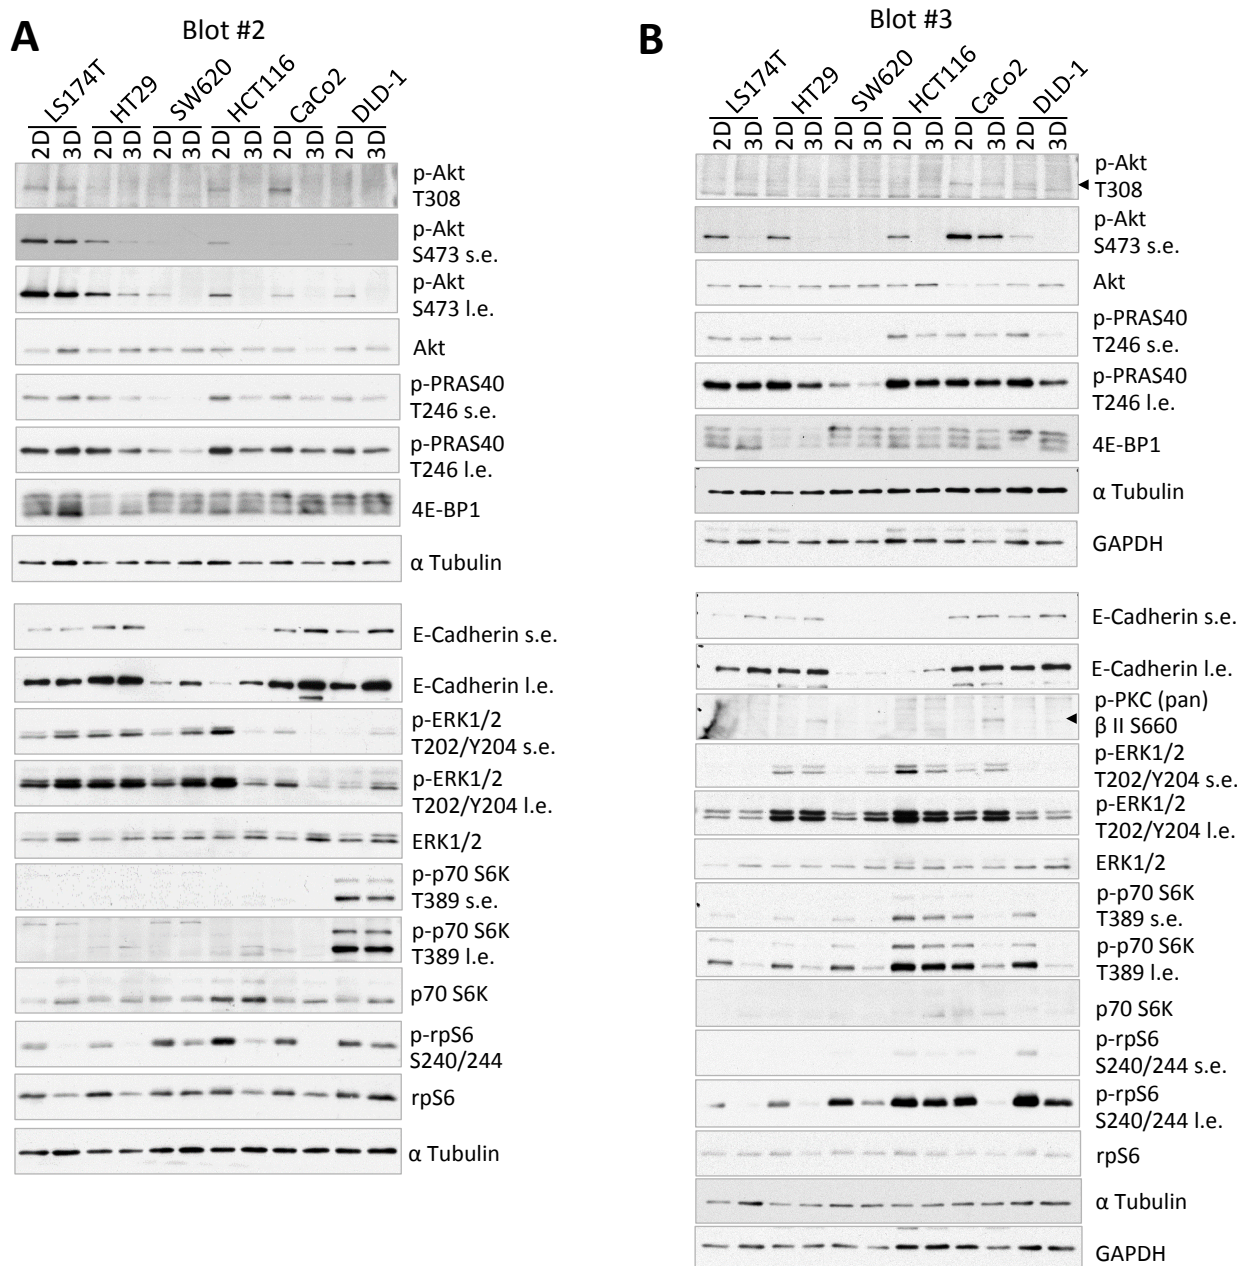 A
Blot #2
LS174T
HT29
SW620
HCT116
CaCo2
DLD-1
2D 3D 2D 3D 2D 3D 2D 3D 2D 3D 2D 3D
p-Akt
T308
p-Akt
S473 s.e.
p-Akt
S473 l.e.
Akt
p-PRAS40
T246 s.e.
p-PRAS40
T246 l.e.
4E-BP1
α Tubulin
E-Cadherin s.e.
E-Cadherin l.e.
p-ERK1/2
T202/Y204 s.e.
p-ERK1/2
T202/Y204 l.e.
ERK1/2
p-p70 S6K
T389 s.e.
p-p70 S6K
T389 l.e.
p70 S6K
p-rpS6
S240/244
rpS6
α Tubulin
B
Blot #3
LS174T
HT29
SW620
HCT116
CaCo2
DLD-1
2D 3D 2D 3D 2D 3D 2D 3D 2D 3D 2D 3D
p-Akt
T308
p-Akt
S473 s.e.
Akt
p-PRAS40
T246 s.e.
p-PRAS40
T246 l.e.
4E-BP1
α Tubulin
GAPDH
E-Cadherin s.e.
E-Cadherin l.e.
p-PKC (pan)
β II S660
p-ERK1/2
T202/Y204 s.e.
p-ERK1/2
T202/Y204 l.e.
ERK1/2
p-p70 S6K
T389 s.e.
p-p70 S6K
T389 l.e.
p70 S6K
p-rpS6
S240/244 s.e.
p-rpS6
S240/244 l.e.
rpS6
α Tubulin
GAPDH